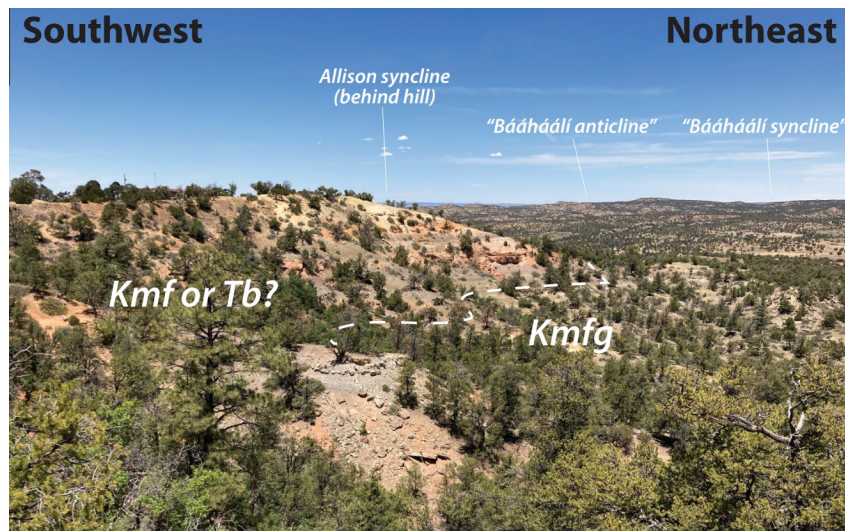 Southwest
Northeast
Allison syncline
(behind hill)
“Bááháálí anticline”
“Bááháálí syncline”
Kmf or Tb?
Kmfg